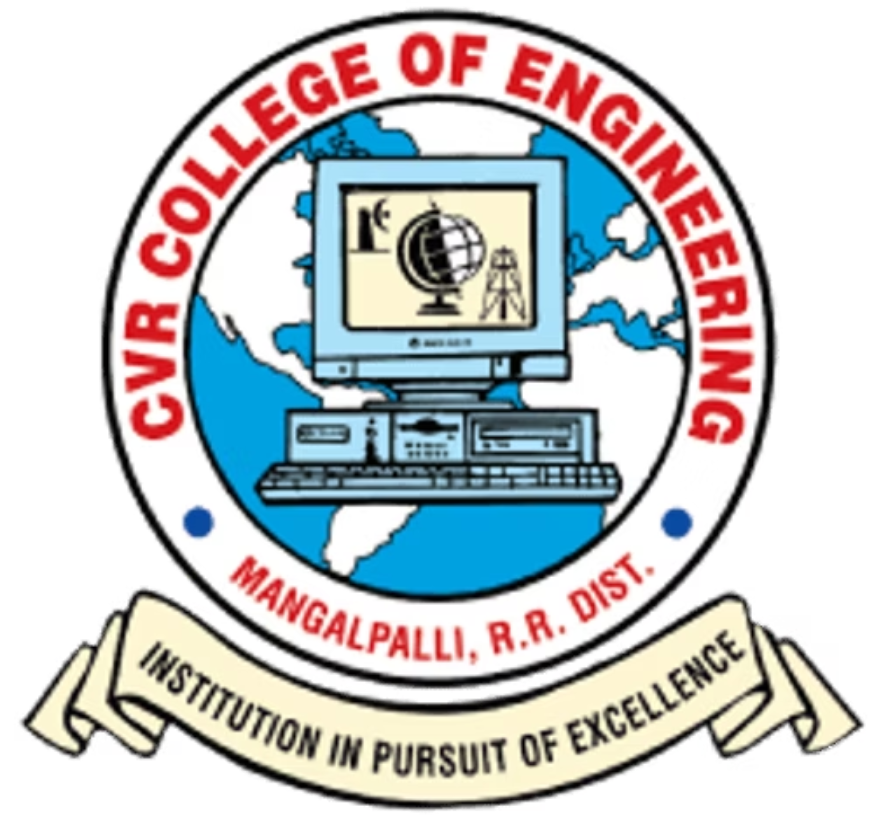 CVR COLLEGE OF ENGINEERING
MANGALPALLI, R.R. DIST.
INSTITUTION IN PURSUIT OF EXCELLENCE